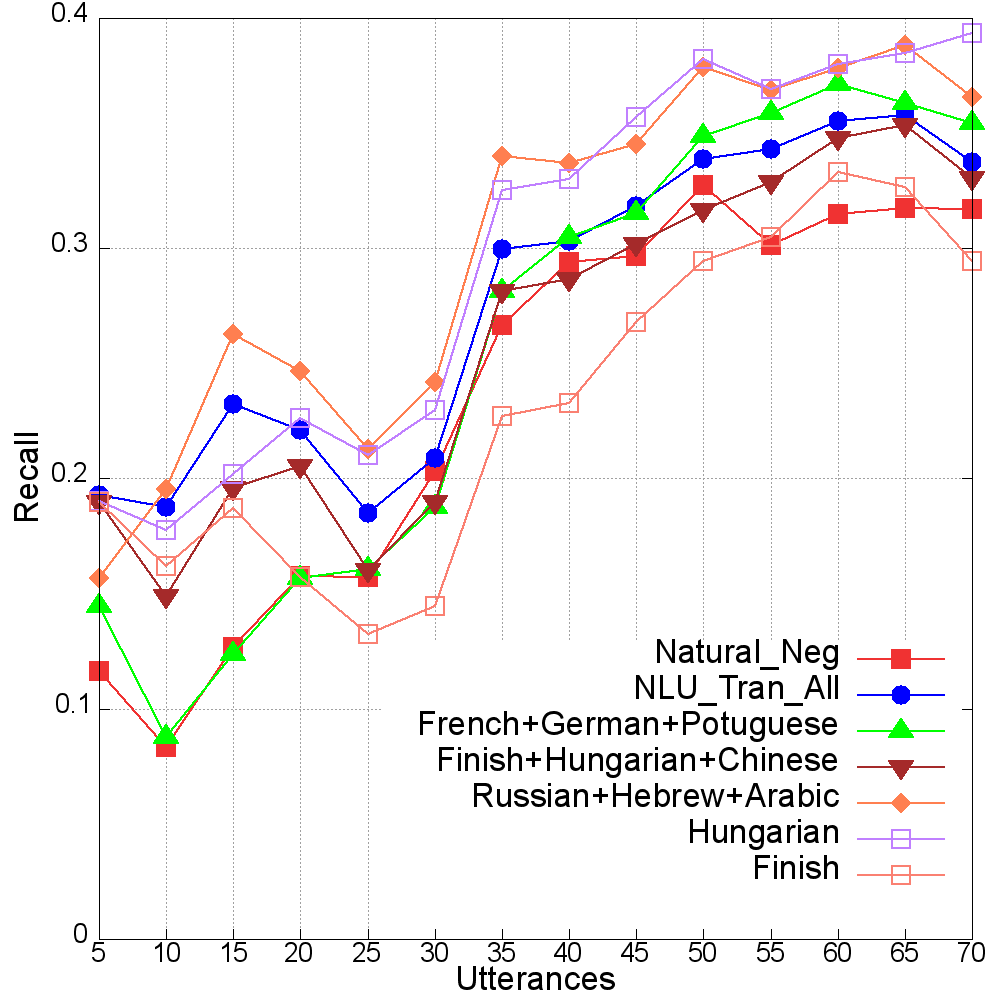 0.4
0.3
0.2
0.1
0
Recall
Natural_Neg
NLU_Tran_All
French+German+Potuguese
Finish+Hungarian+Chinese
Russian+Hebrew+Arabic
Hungarian
Finish
5 10 15 20 25 30 35 40 45 50 55 60 65 70
Utterances